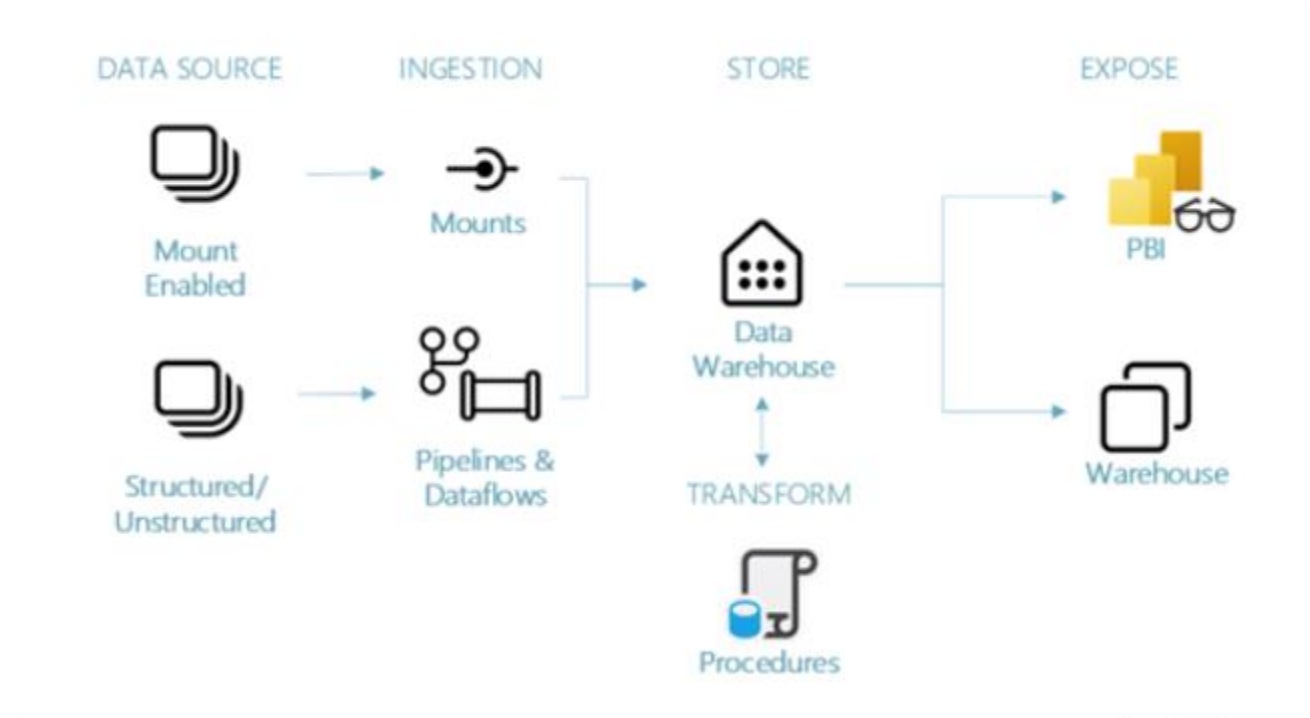 DATA SOURCE
INGESTION
STORE
EXPOSE
Mount
Enabled
Mounts
PBI
Data
Warehouse
Structured/
Unstructured
Pipelines &
Dataflows
TRANSFORM
Warehouse
Procedures